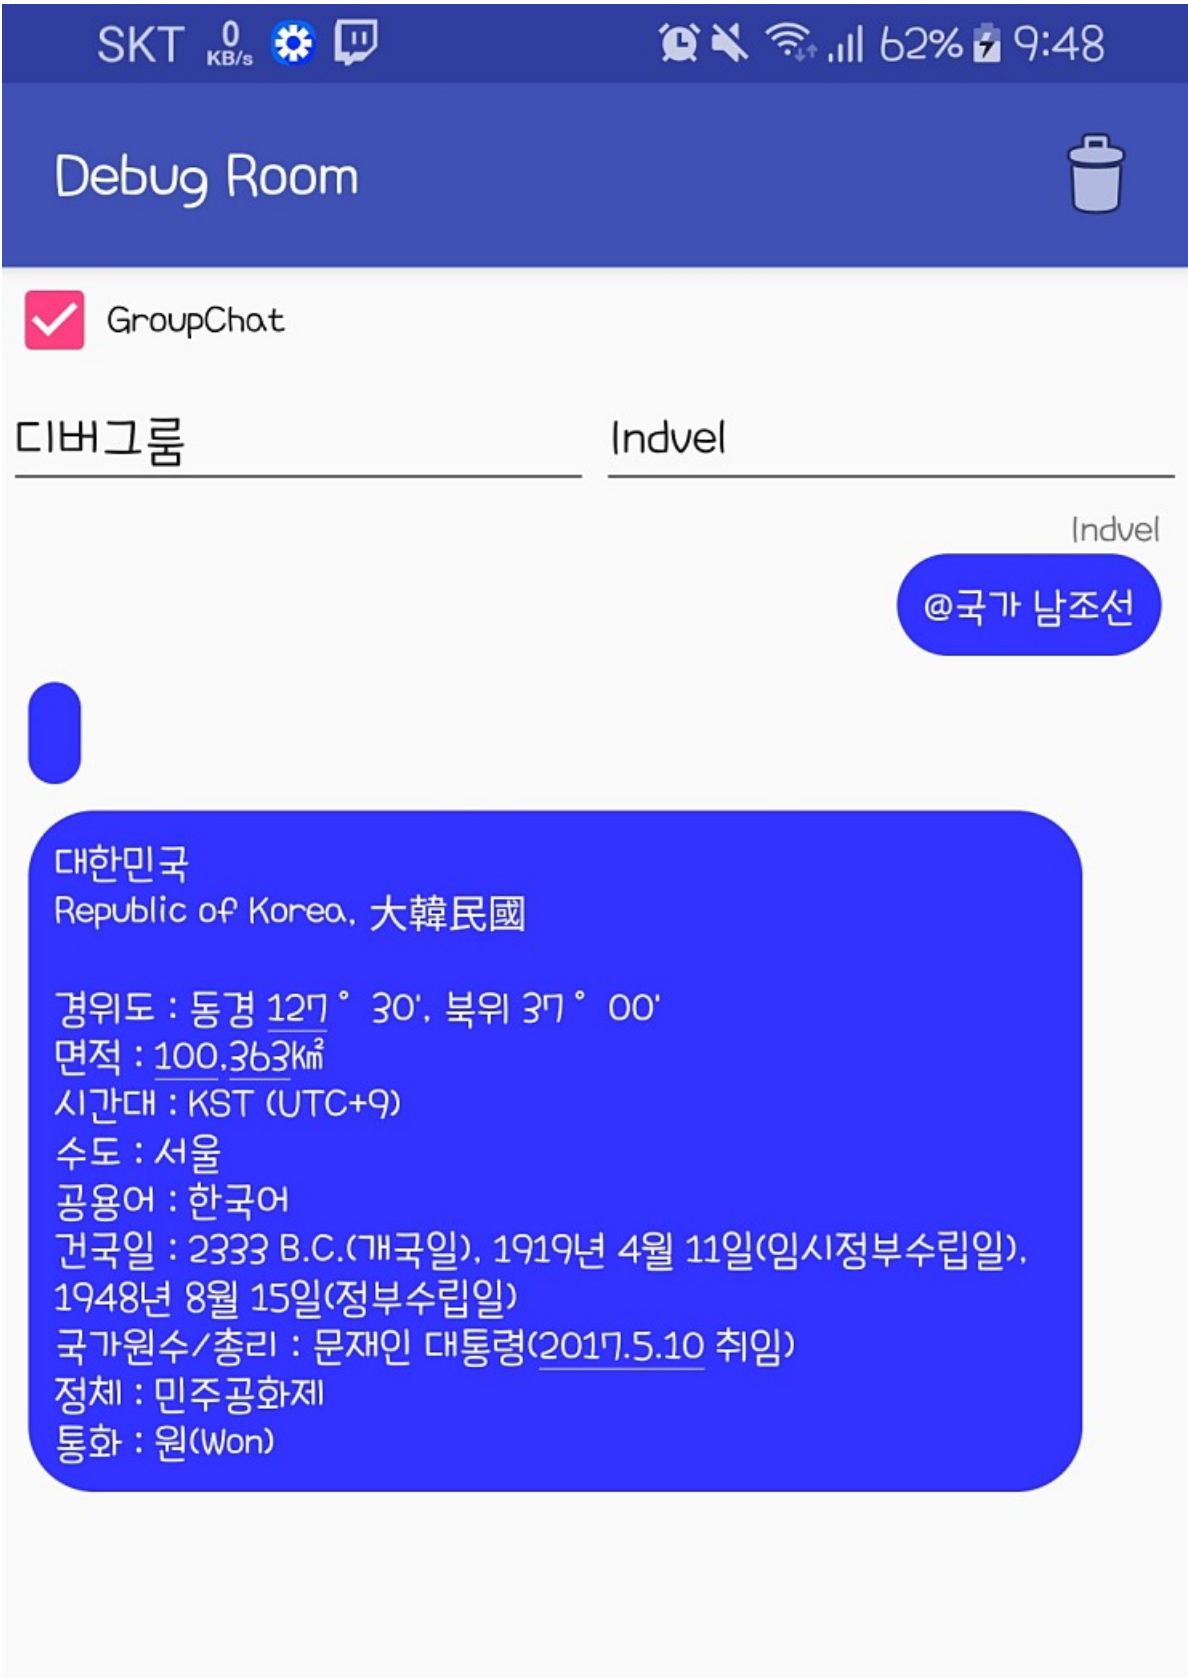 SKT 0 KB/s 62% 9:48
Debug Room
GroupChat
디버그룸 Indvel
Indvel
@국가 남조선
대한민국
Republic of Korea, 大韓民國
경위도 : 동경 127° 30', 북위 37° 00'
면적 : 100,363㎢
시간대 : KST (UTC+9)
수도 : 서울
공용어 : 한국어
건국일 : 2333 B.C.(개국일), 1919년 4월 11일(임시정부수립일),
1948년 8월 15일(정부수립일)
국가원수/총리 : 문재인 대통령(2017.5.10 취임)
정체 : 민주공화제
통화 : 원(Won)